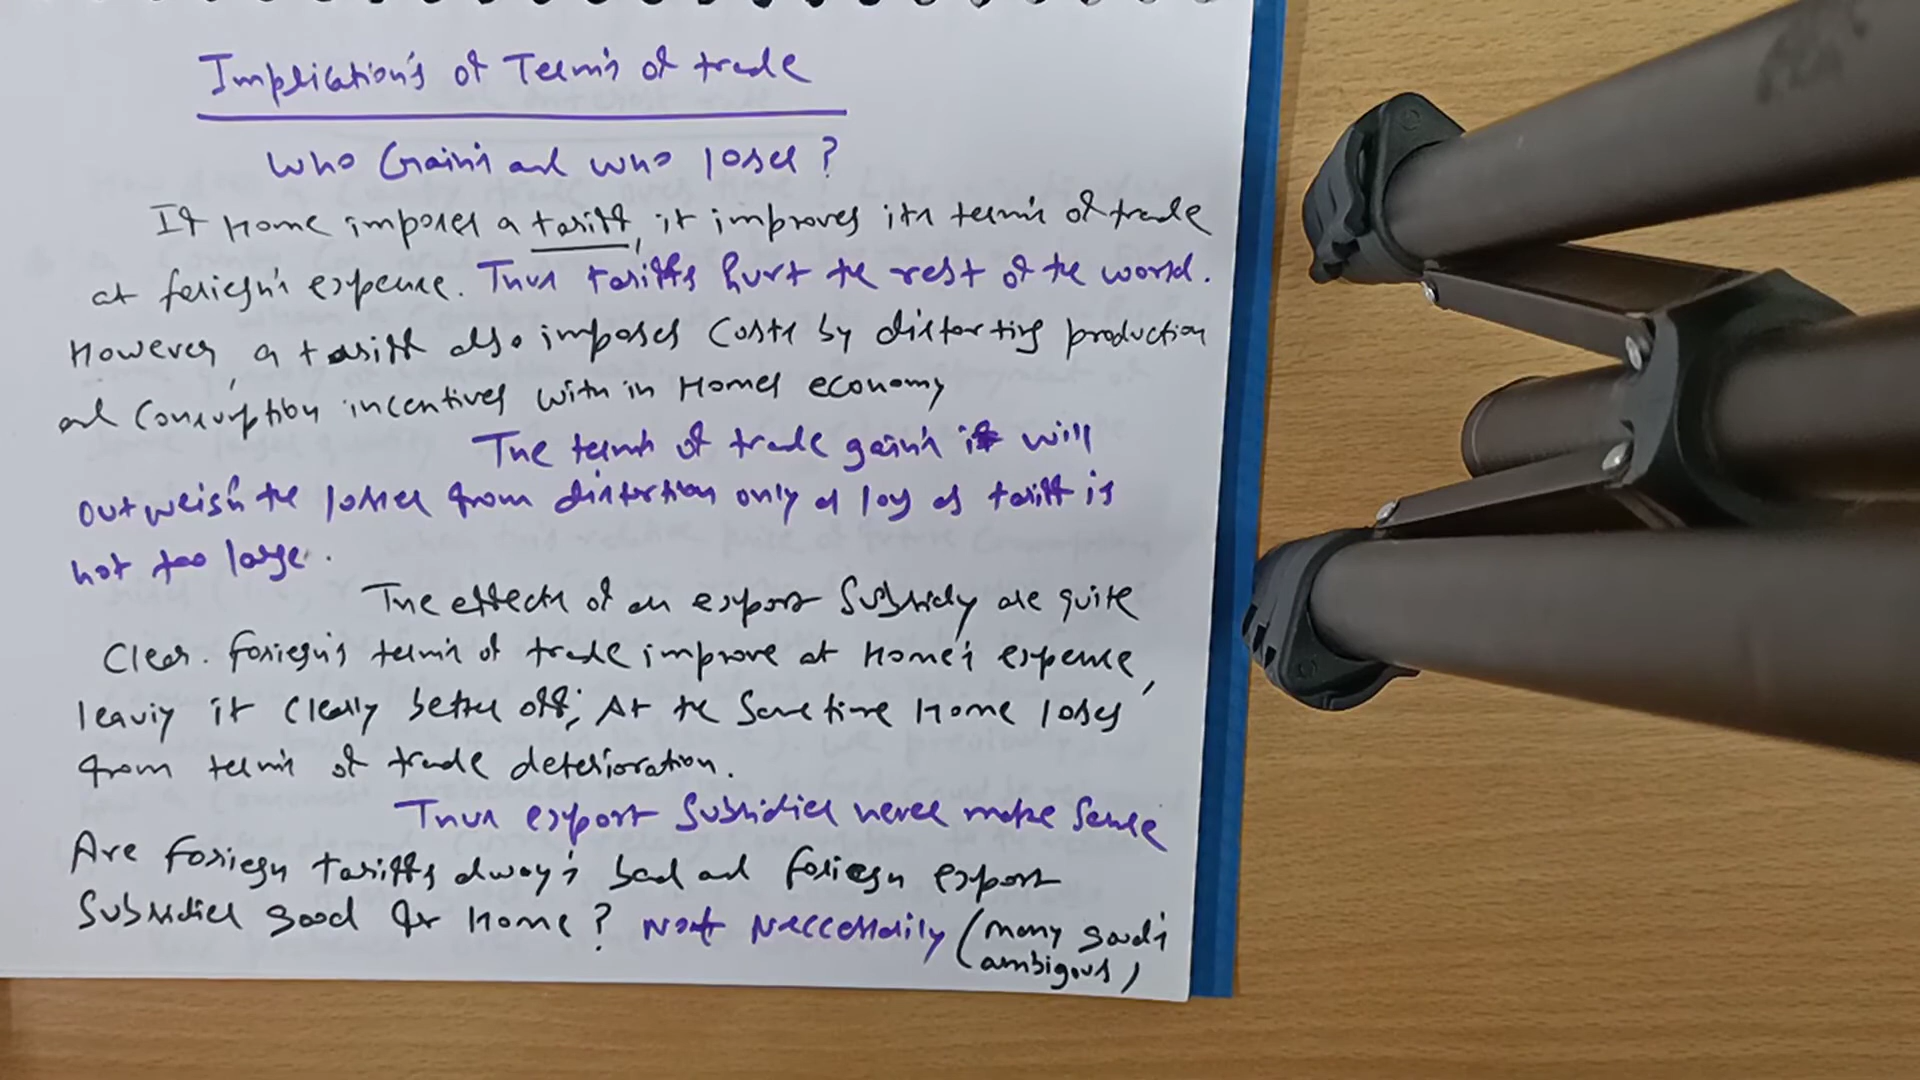 Implications of Terms of trade
Who Gains and who loses?
If Home imposes a tariff, it improves its terms of trade
at foriegn's expense. Thus tariffs hurt the rest of the world.
However, a tariff also imposes costs by distorting production
and consumption incentives with in Homes economy
The terms of trade gains will
outweigh the losses from distortion only as long as tariff is
not too large.
The effects of an export Subsidy are quite
Clear. foriegn's terms of trade improve at Home's expense,
leaving it clearly better off; At the Same time Home loses
from terms of trade deterioration.
Thus export Subsidies never make Sense
Are foriegn tariffs always bad and foriegn export
Subsidies good for Home? Not Neccessarily (many goods
ambigous)